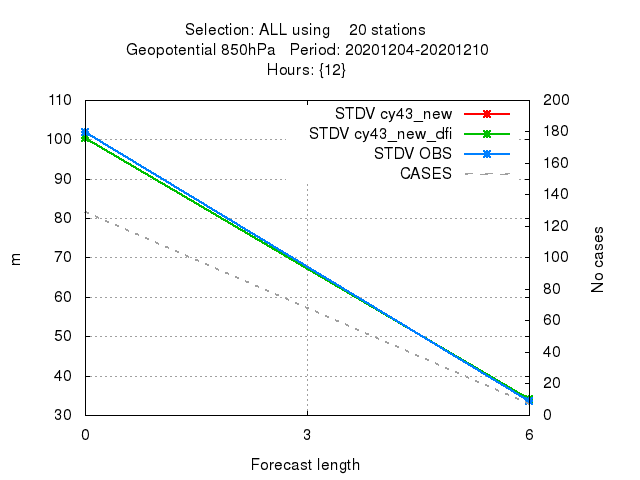 Selection: ALL using 20 stations
Geopotential 850hPa Period: 20201204-20201210
Hours: {12}
110 200
STDV cy43_new
180
100 STDV cy43_new_dfi
STDV OBS 160
90 CASES
140
80
120
m 70 100 No cases
60 80
60
50
40
40
20
30 0
0 3 6
Forecast length